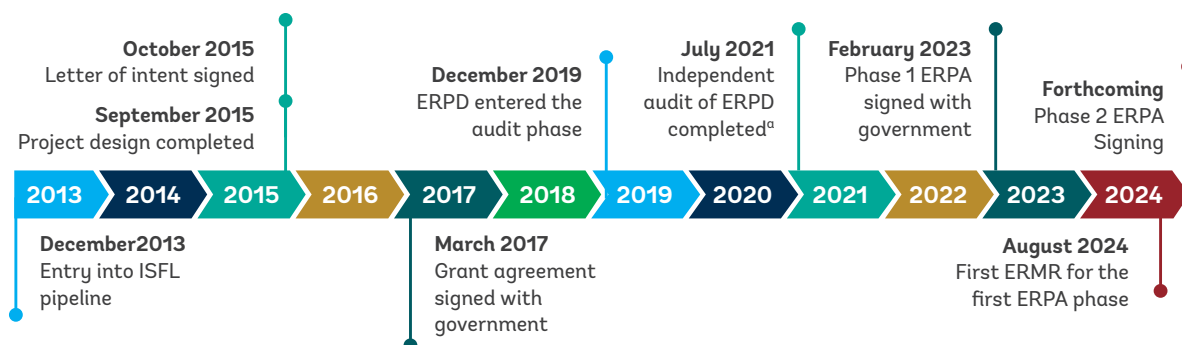 October 2015
Letter of intent signed
September 2015
Project design completed
December 2019
ERPD entered the
audit phase
July 2021
Independent
audit of ERPD
completedᵃ
February 2023
Phase 1 ERPA
signed with
government
Forthcoming
Phase 2 ERPA
Signing
2013 2014 2015 2016 2017 2018 2019 2020 2021 2022 2023 2024
December2013
Entry into ISFL
pipeline
March 2017
Grant agreement
signed with
government
August 2024
First ERMR for the
first ERPA phase